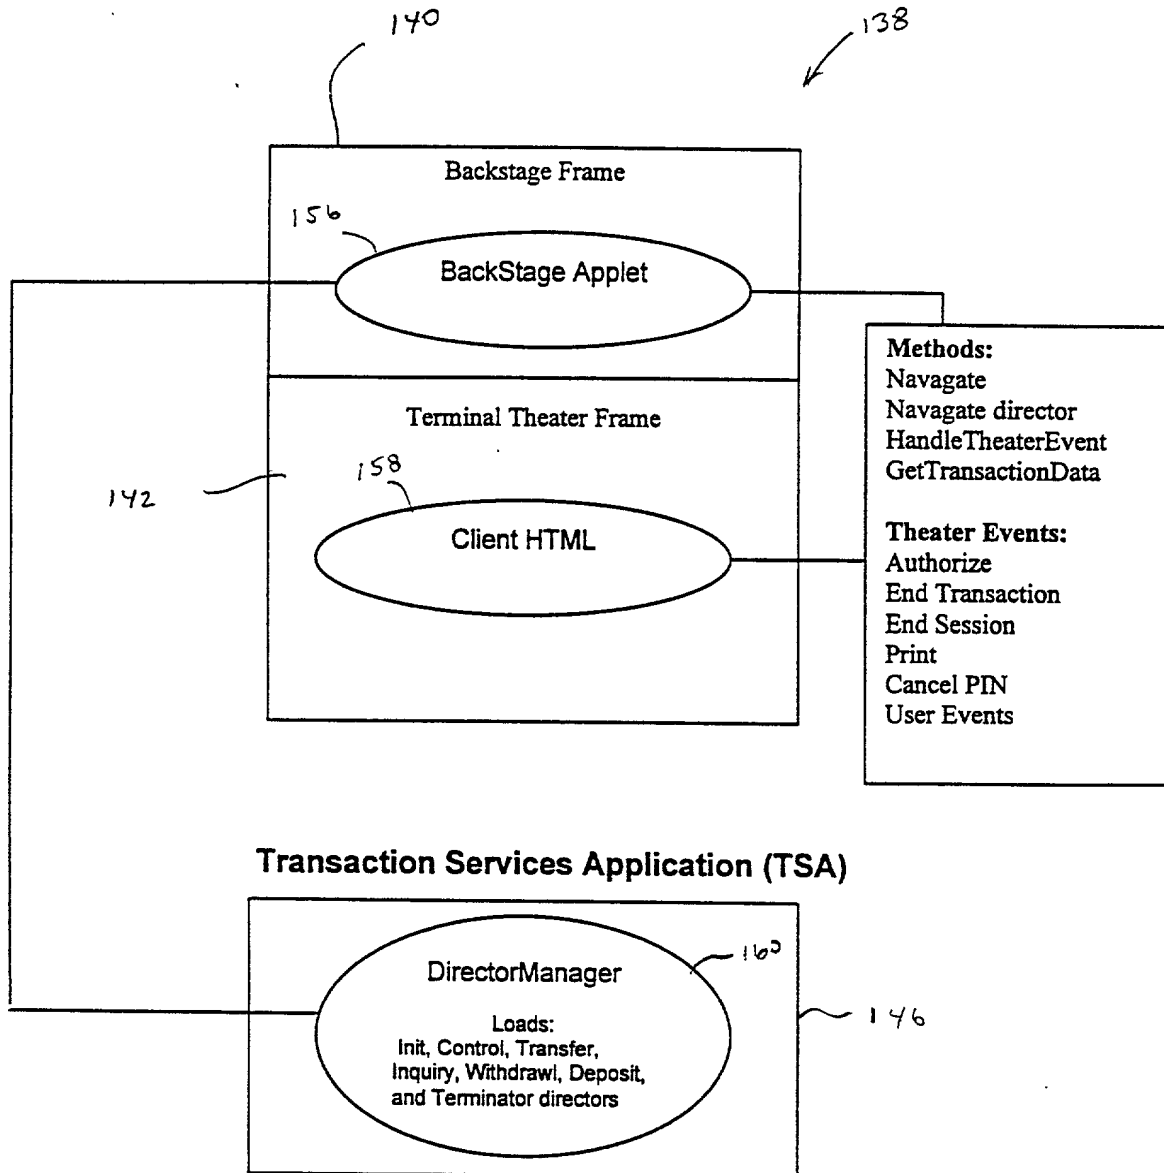 140
138
Backstage Frame
156
BackStage Applet
Methods:
Navagate
Navagate director
HandleTheaterEvent
GetTransactionData
Theater Events:
Authorize
End Transaction
End Session
Print
Cancel PIN
User Events
Terminal Theater Frame
158
142
Client HTML
Transaction Services Application (TSA)
160
DirectorManager
Loads:
Init, Control, Transfer,
Inquiry, Withdrawl, Deposit,
and Terminator directors
146